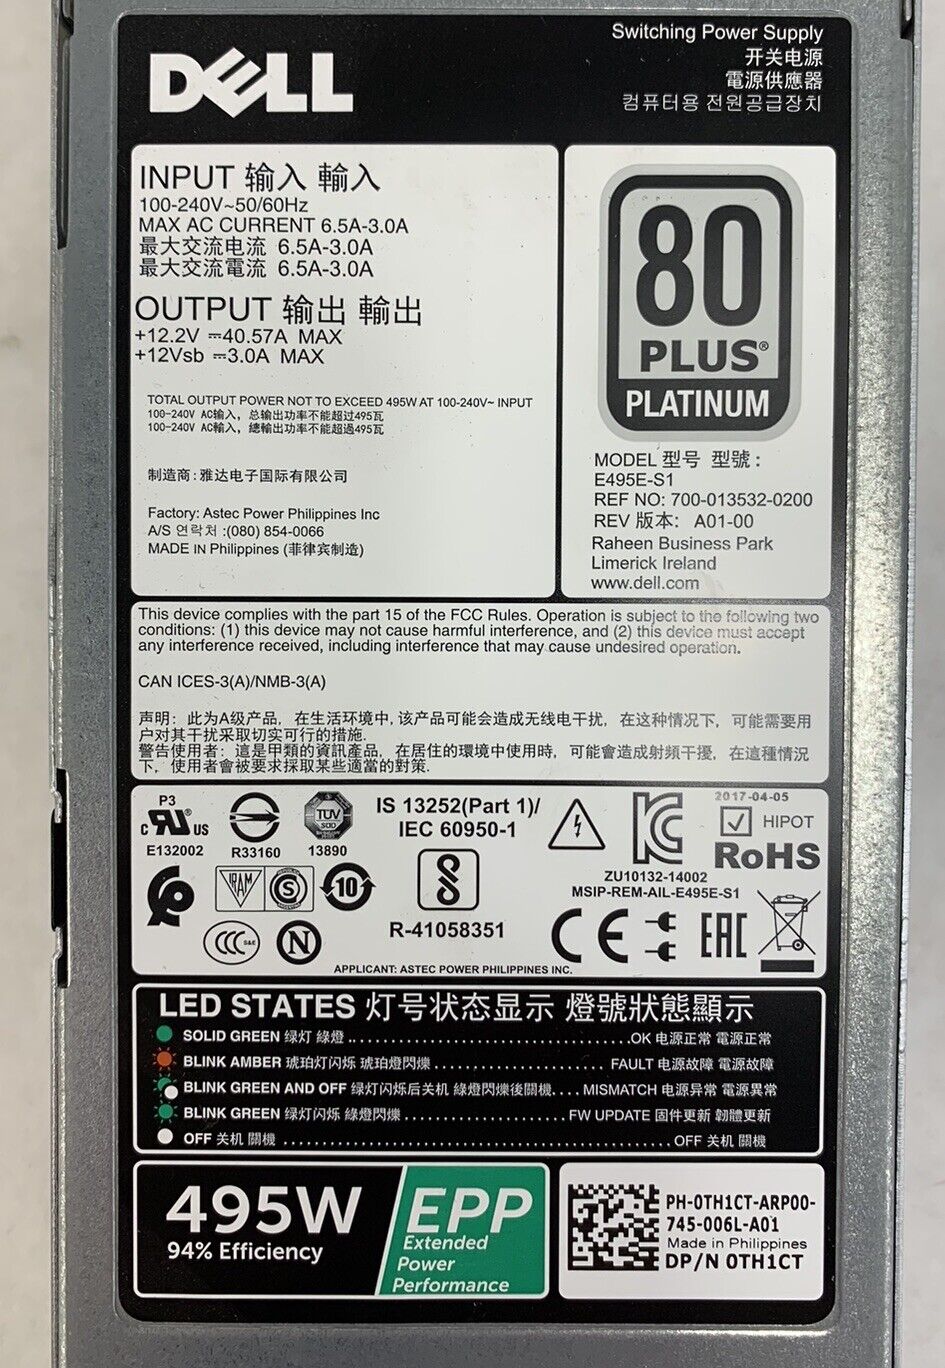 DELL
Switching Power Supply
开关电源
電源供應器
컴퓨터용 전원공급장치
INPUT 输入 輸入
100-240V~50/60Hz
MAX AC CURRENT 6.5A-3.0A
最大交流电流 6.5A-3.0A
最大交流電流 6.5A-3.0A
OUTPUT 输出 輸出
+12.2V ⎓40.57A MAX
+12Vsb ⎓3.0A MAX
TOTAL OUTPUT POWER NOT TO EXCEED 495W AT 100-240V~ INPUT
100-240V AC输入，总输出功率不能超过495瓦
100-240V AC輸入，總輸出功率不能超過495瓦
制造商：雅达电子国际有限公司
Factory: Astec Power Philippines Inc
A/S 연락처 :(080) 854-0066
MADE IN Philippines (菲律宾制造)
80
PLUS®
PLATINUM
MODEL 型号 型號：
E495E-S1
REF NO: 700-013532-0200
REV 版本: A01-00
Raheen Business Park
Limerick Ireland
www.dell.com
This device complies with the part 15 of the FCC Rules. Operation is subject to the following two
conditions: (1) this device may not cause harmful interference, and (2) this device must accept
any interference received, including interference that may cause undesired operation.
CAN ICES-3(A)/NMB-3(A)
声明：此为A级产品，在生活环境中,该产品可能会造成无线电干扰，在这种情况下，可能需要用
户对其干扰采取切实可行的措施.
警告使用者：這是甲類的資訊產品，在居住的環境中使用時，可能會造成射頻干擾，在這種情況
下，使用者會被要求採取某些適當的對策.
P3
c RU® US
E132002
R33160
TUV
SUD
13890
IS 13252(Part 1)/
IEC 60950-1
R-41058351
ZU10132-14002
MSIP-REM-AIL-E495E-S1
2017-04-05
HIPOT
RoHS
VRAM
S
10
CCC S&E
N
CE
EAC
APPLICANT: ASTEC POWER PHILIPPINES INC.
LED STATES 灯号状态显示 燈號狀態顯示
SOLID GREEN 绿灯 綠燈 ........................OK 电源正常 電源正常
BLINK AMBER 琥珀灯闪烁 琥珀燈閃爍........................FAULT 电源故障 電源故障
BLINK GREEN AND OFF 绿灯闪烁后关机 綠燈閃爍後關機....MISMATCH 电源异常 電源異常
BLINK GREEN 绿灯闪烁 綠燈閃爍........................FW UPDATE 固件更新 韌體更新
OFF 关机 關機 ........................OFF 关机 關機
495W
94% Efficiency
EPP
Extended
Power
Performance
PH-0TH1CT-ARP00-
745-006L-A01
Made in Philippines
DP/N 0TH1CT